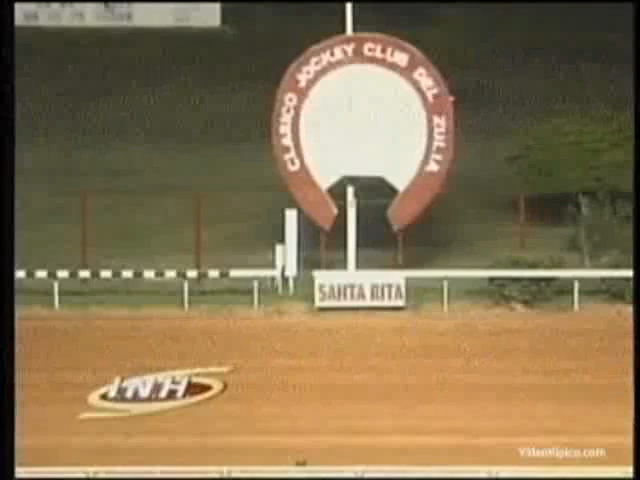 CLASICO JOCKEY CLUB DEL ZULIA
SANTA RITA
INH
VideoHipico.com